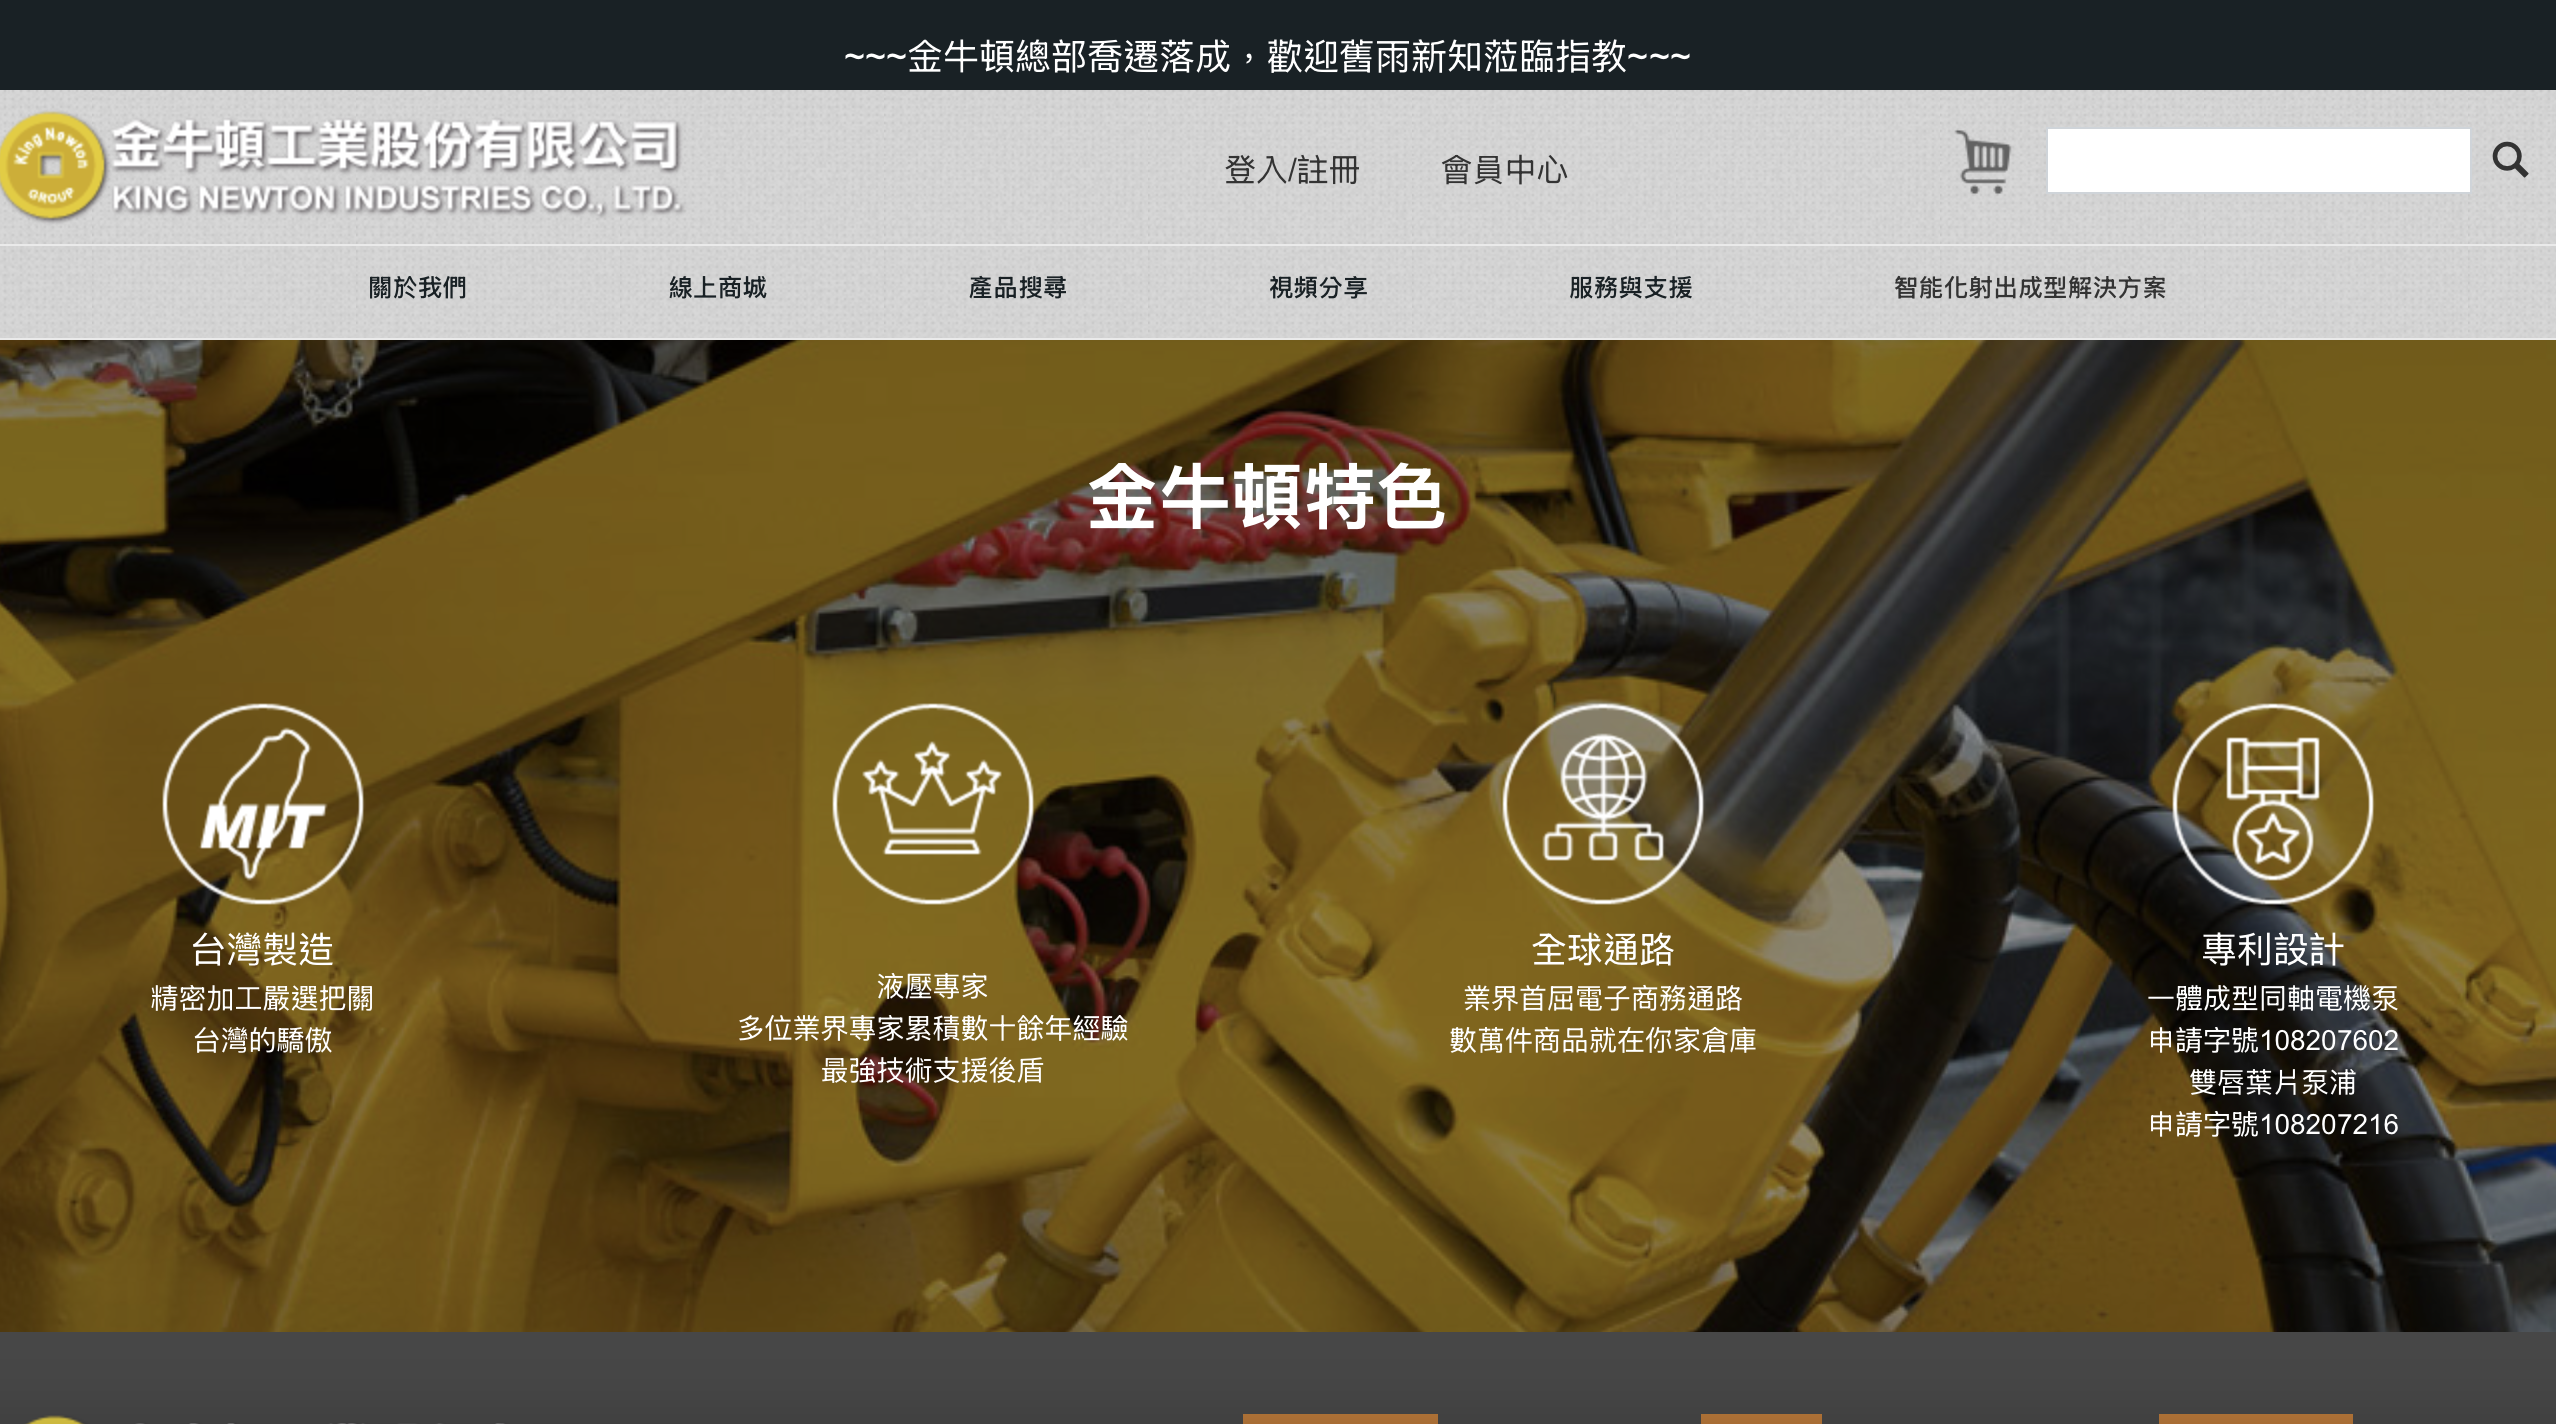 ~~~金牛頓總部喬遷落成，歡迎舊雨新知蒞臨指教~~~
King Newton
GROUP
金牛頓工業股份有限公司
KING NEWTON INDUSTRIES CO., LTD.
登入/註冊
會員中心
關於我們
線上商城
產品搜尋
視頻分享
服務與支援
智能化射出成型解決方案
金牛頓特色
MIT
台灣製造
精密加工嚴選把關
台灣的驕傲
液壓專家
多位業界專家累積數十餘年經驗
最強技術支援後盾
全球通路
業界首屈電子商務通路
數萬件商品就在你家倉庫
專利設計
一體成型同軸電機泵
申請字號108207602
雙唇葉片泵浦
申請字號108207216